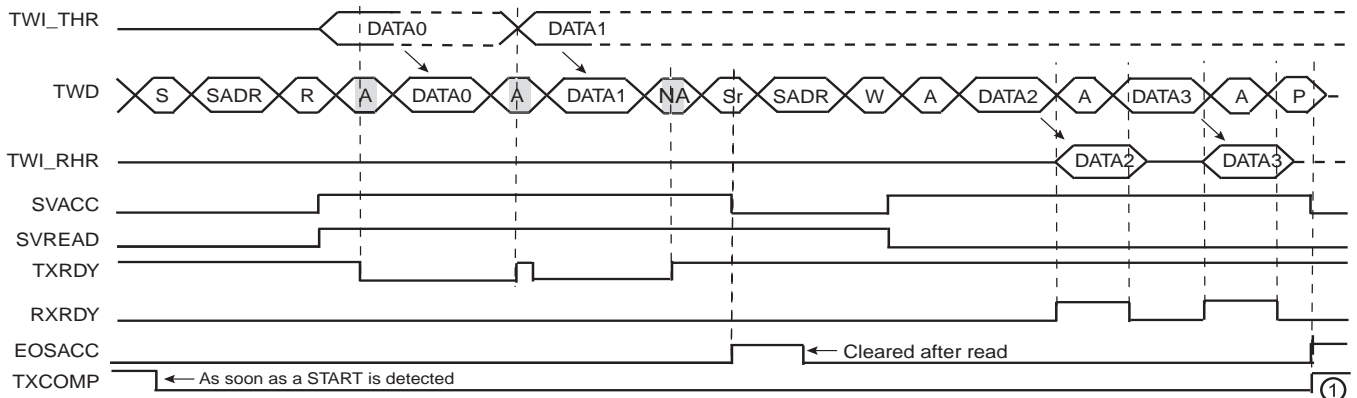 TWI_THR DATA0 DATA1
TWD S SADR R A DATA0 A DATA1 NA Sr SADR W A DATA2 A DATA3 A P
TWI_RHR DATA2 DATA3
SVACC
SVREAD
TXRDY
RXRDY
EOSACC Cleared after read
TXCOMP As soon as a START is detected 1